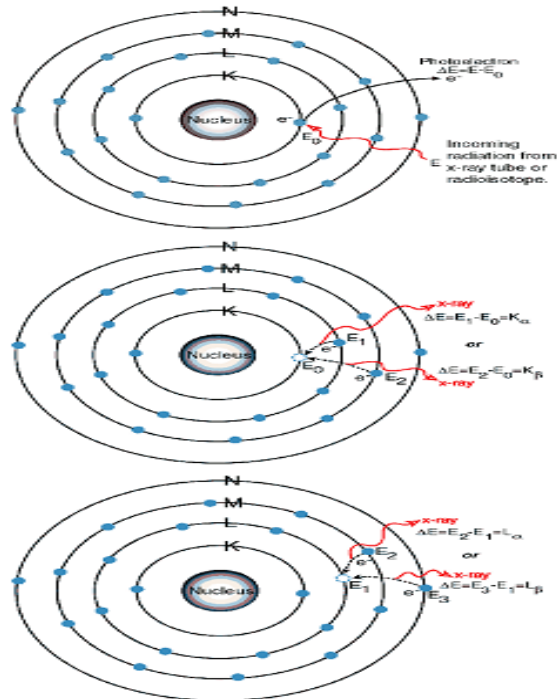 N
M
L
K
Nucleus
e-
E₀
Photoelectron
ΔE=E-E₀
e-
E
Incoming
radiation from
x-ray tube or
radioisotope.
N
M
L
K
Nucleus
E₀
e-
E₁
e-
E₂
x-ray
ΔE=E₁-E₀=Kα
or
ΔE=E₂-E₀=Kβ
x-ray
N
M
L
K
Nucleus
E₁
e-
E₂
e-
E₃
x-ray
ΔE=E₂-E₁=Lα
or
x-ray
ΔE=E₃-E₁=Lβ